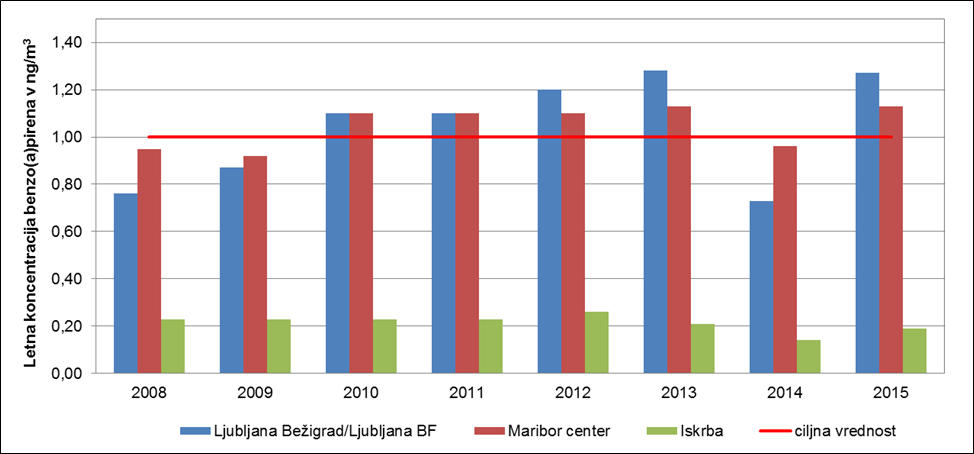 Letna koncentracija benzo(a)pirena v ng/m³
1,40
1,20
1,00
0,80
0,60
0,40
0,20
0,00
2008 2009 2010 2011 2012 2013 2014 2015
Ljubljana Bežigrad/Ljubljana BF Maribor center Iskrba ciljna vrednost